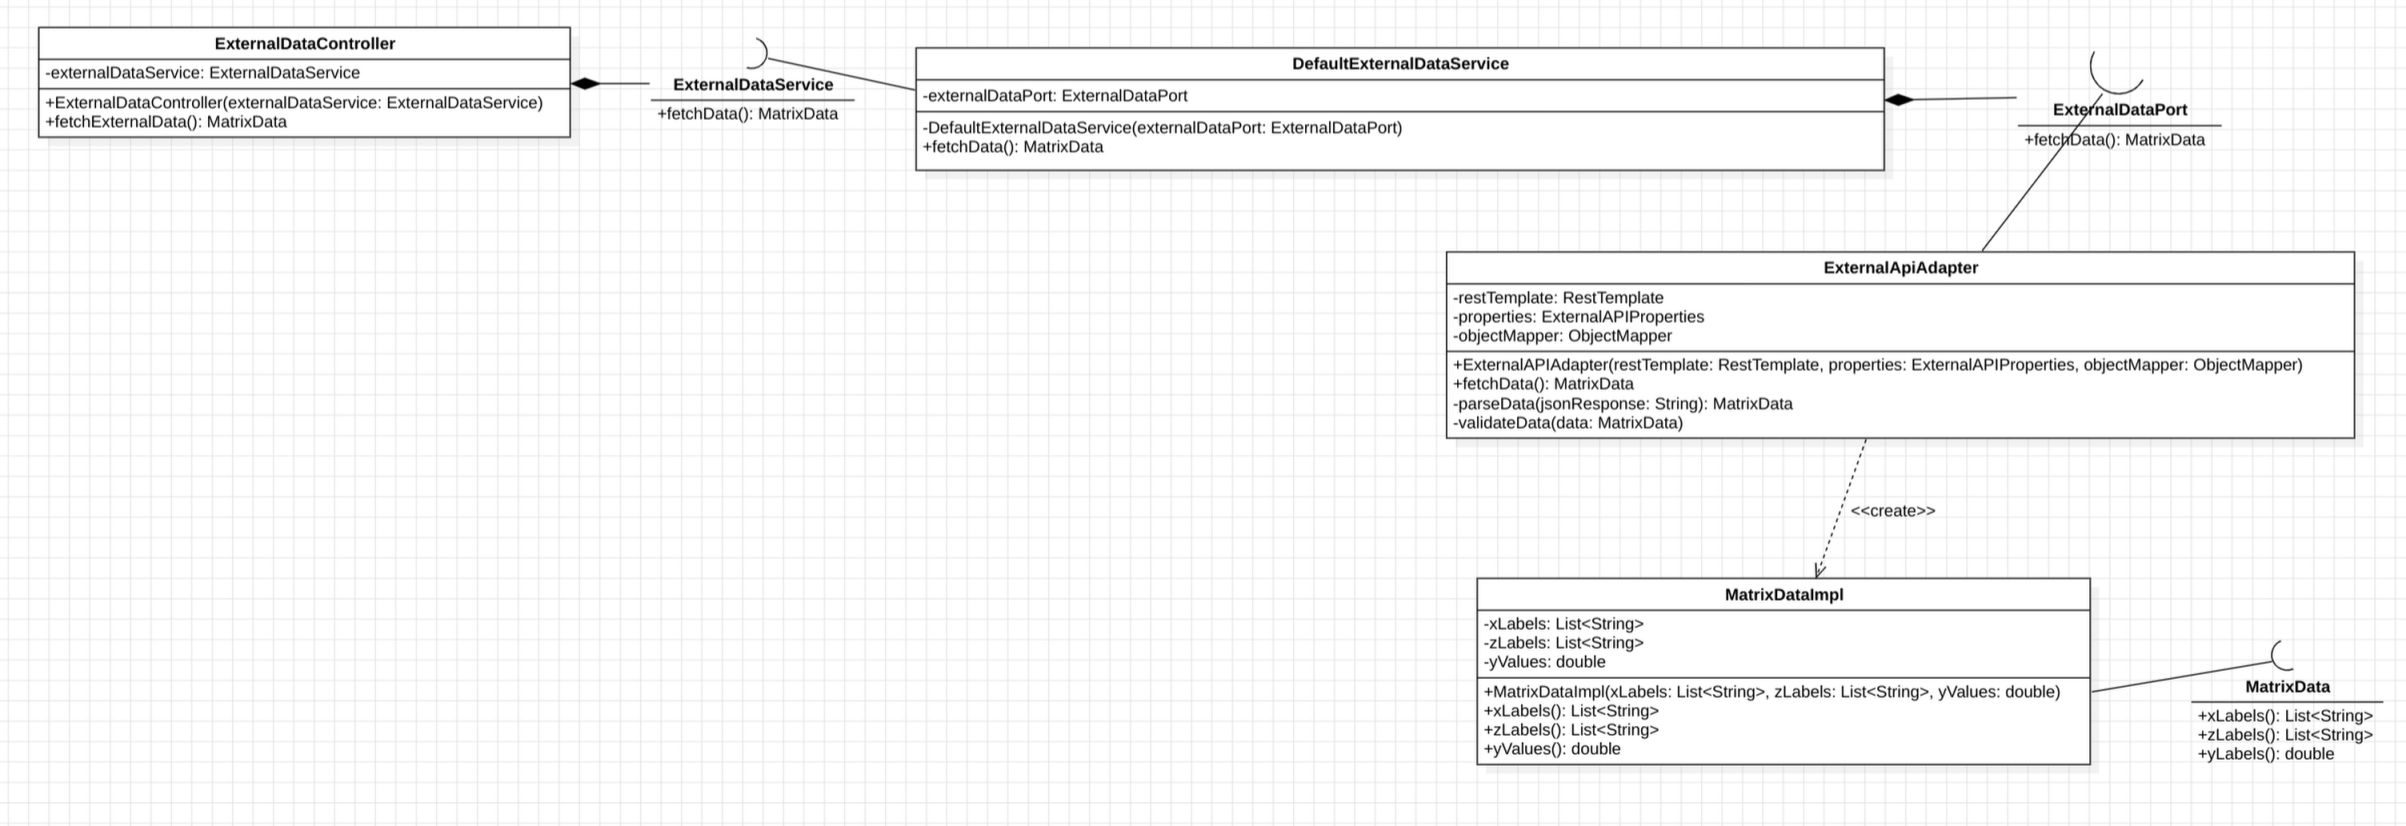 ExternalDataController
-externalDataService: ExternalDataService
+ExternalDataController(externalDataService: ExternalDataService)
+fetchExternalData(): MatrixData
ExternalDataService
+fetchData(): MatrixData
DefaultExternalDataService
-externalDataPort: ExternalDataPort
-DefaultExternalDataService(externalDataPort: ExternalDataPort)
+fetchData(): MatrixData
ExternalDataPort
+fetchData(): MatrixData
ExternalApiAdapter
-restTemplate: RestTemplate
-properties: ExternalAPIProperties
-objectMapper: ObjectMapper
+ExternalAPIAdapter(restTemplate: RestTemplate, properties: ExternalAPIProperties, objectMapper: ObjectMapper)
+fetchData(): MatrixData
-parseData(jsonResponse: String): MatrixData
-validateData(data: MatrixData)
<<create>>
MatrixDataImpl
-xLabels: List<String>
-zLabels: List<String>
-yValues: double
+MatrixDataImpl(xLabels: List<String>, zLabels: List<String>, yValues: double)
+xLabels(): List<String>
+zLabels(): List<String>
+yValues(): double
MatrixData
+xLabels(): List<String>
+zLabels(): List<String>
+yLabels(): double